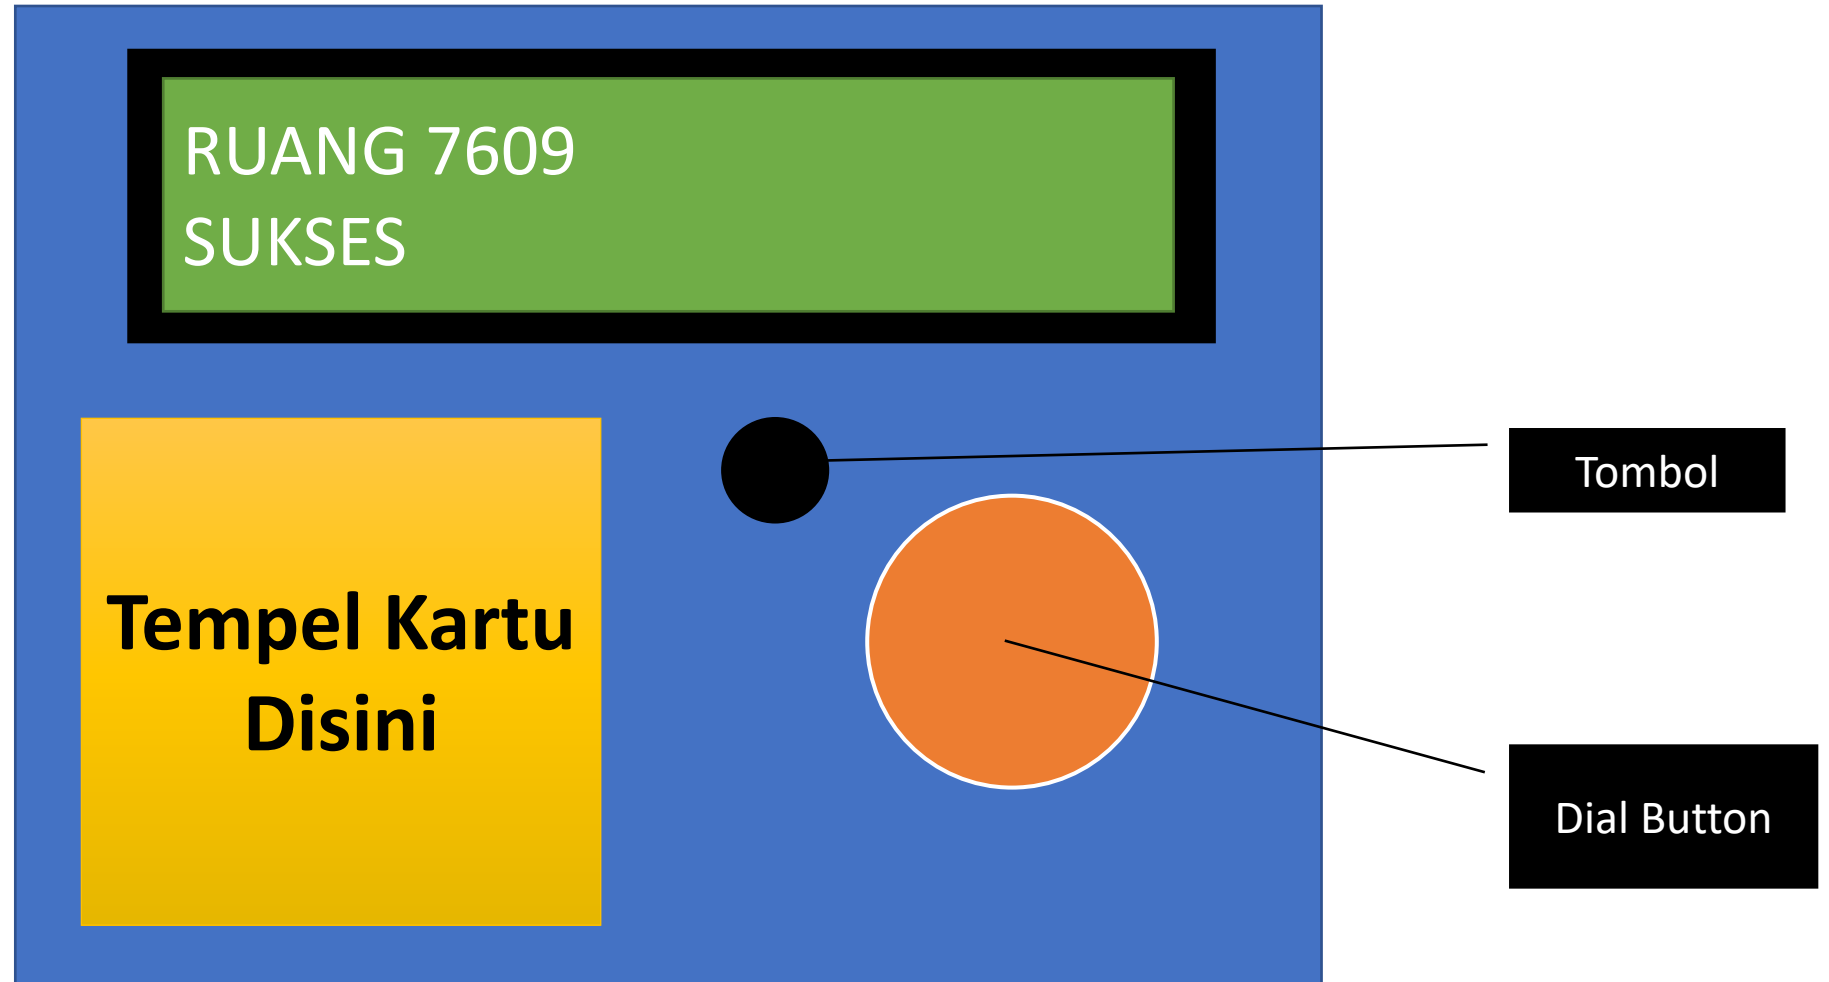 RUANG 7609
SUKSES
Tombol
Tempel Kartu
Disini
Dial Button